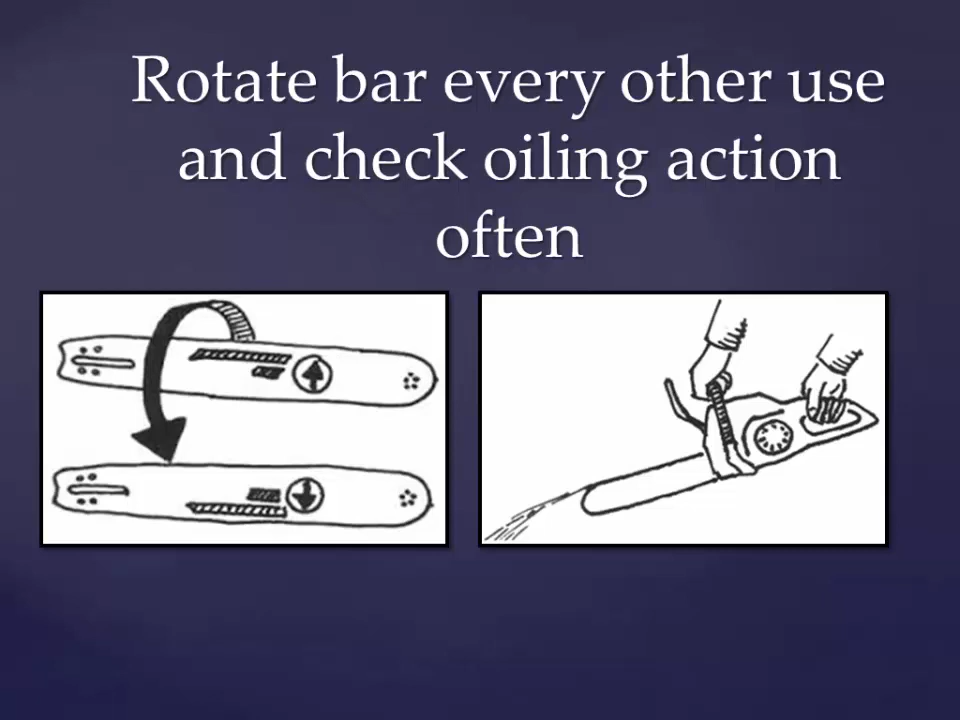 Rotate bar every other use
and check oiling action
often